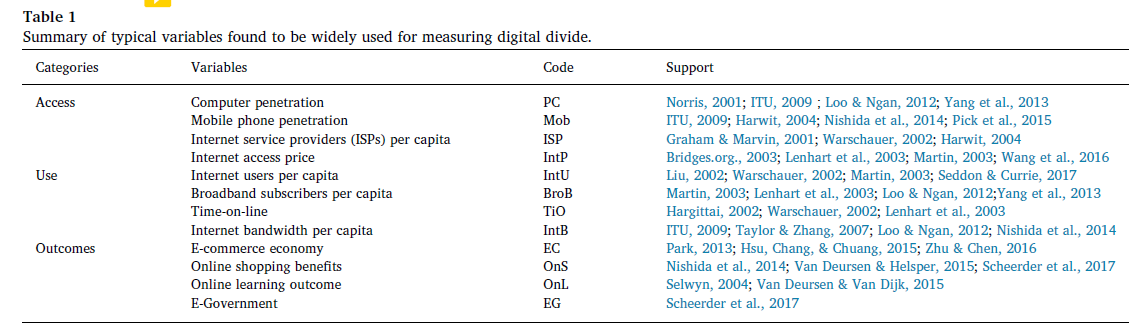 Table 1
Summary of typical variables found to be widely used for measuring digital divide.
Categories Variables Code Support
Access Computer penetration PC Norris, 2001; ITU, 2009 ; Loo & Ngan, 2012; Yang et al., 2013
Mobile phone penetration Mob ITU, 2009; Harwit, 2004; Nishida et al., 2014; Pick et al., 2015
Internet service providers (ISPs) per capita ISP Graham & Marvin, 2001; Warschauer, 2002; Harwit, 2004
Internet access price IntP Bridges.org., 2003; Lenhart et al., 2003; Martin, 2003; Wang et al., 2016
Use Internet users per capita IntU Liu, 2002; Warschauer, 2002; Martin, 2003; Seddon & Currie, 2017
Broadband subscribers per capita BroB Martin, 2003; Lenhart et al., 2003; Loo & Ngan, 2012;Yang et al., 2013
Time-on-line TiO Hargittai, 2002; Warschauer, 2002; Lenhart et al., 2003
Internet bandwidth per capita IntB ITU, 2009; Taylor & Zhang, 2007; Loo & Ngan, 2012; Nishida et al., 2014
Outcomes E-commerce economy EC Park, 2013; Hsu, Chang, & Chuang, 2015; Zhu & Chen, 2016
Online shopping benefits OnS Nishida et al., 2014; Van Deursen & Helsper, 2015; Scheerder et al., 2017
Online learning outcome OnL Selwyn, 2004; Van Deursen & Van Dijk, 2015
E-Government EG Scheerder et al., 2017